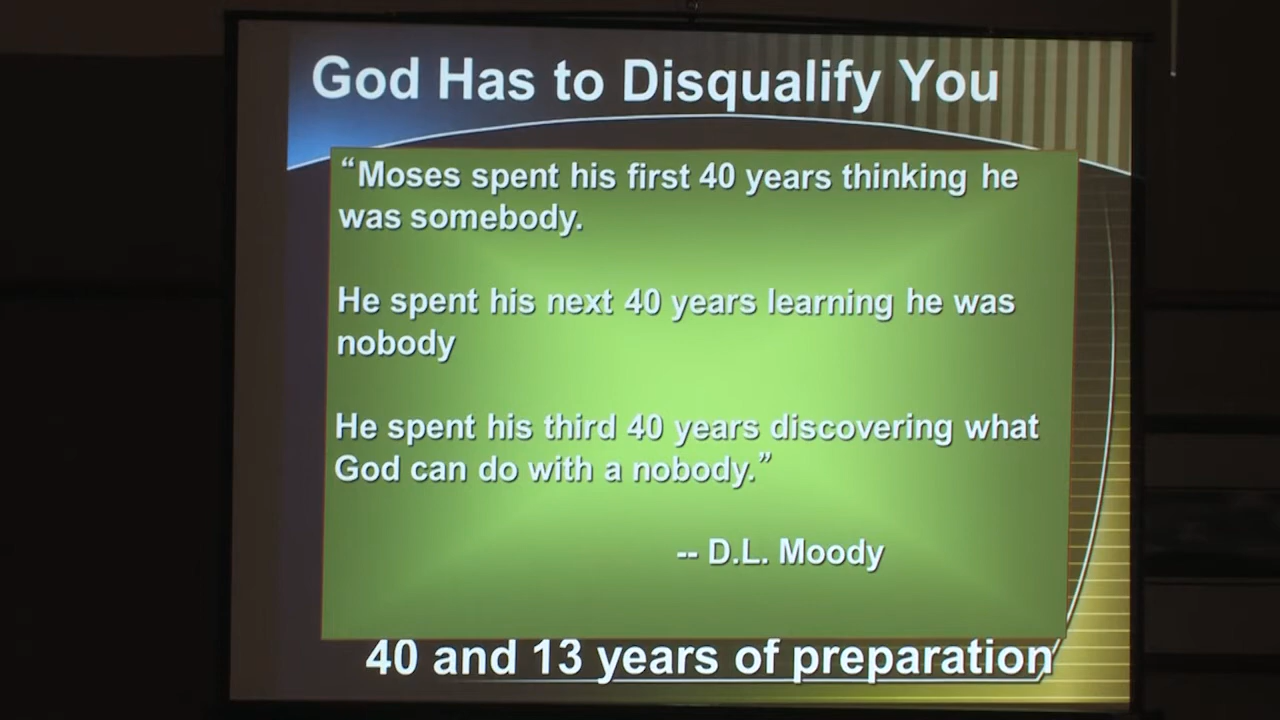 God Has to Disqualify You
“Moses spent his first 40 years thinking he
was somebody.
He spent his next 40 years learning he was
nobody
He spent his third 40 years discovering what
God can do with a nobody.”
-- D.L. Moody
40 and 13 years of preparation